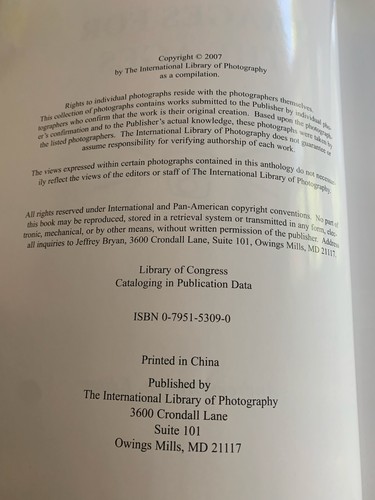 Copyright © 2007
by The International Library of Photography
as a compilation.
Rights to individual photographs reside with the photographers themselves.
This collection of photographs contains works submitted to the Publisher by individual pho-
tographers who confirm that the work is their original creation. Based upon the photograph-
er's confirmation and to the Publisher's actual knowledge, these photographs were taken by
the listed photographers. The International Library of Photography does not guarantee or
assume responsibility for verifying authorship of each work.
The views expressed within certain photographs contained in this anthology do not necessar-
ily reflect the views of the editors or staff of The International Library of Photography.
All rights reserved under International and Pan-American copyright conventions. No part of
this book may be reproduced, stored in a retrieval system or transmitted in any form, elec-
tronic, mechanical, or by other means, without written permission of the publisher. Address
all inquiries to Jeffrey Bryan, 3600 Crondall Lane, Suite 101, Owings Mills, MD 21117.
Library of Congress
Cataloging in Publication Data
ISBN 0-7951-5309-0
Printed in China
Published by
The International Library of Photography
3600 Crondall Lane
Suite 101
Owings Mills, MD 21117